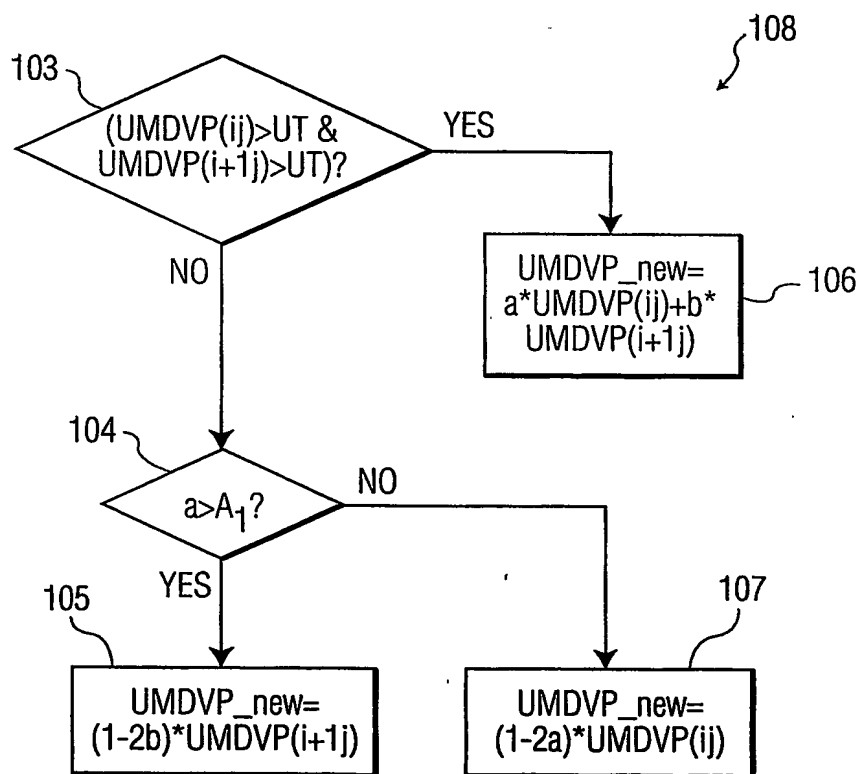 108
103
(UMDVP(ij)>UT &
UMDVP(i+1j)>UT)?
YES
NO
UMDVP_new=
a*UMDVP(ij)+b*
UMDVP(i+1j)
106
104
a>A1?
NO
YES
105
107
UMDVP_new=
(1-2b)*UMDVP(i+1j)
UMDVP_new=
(1-2a)*UMDVP(ij)